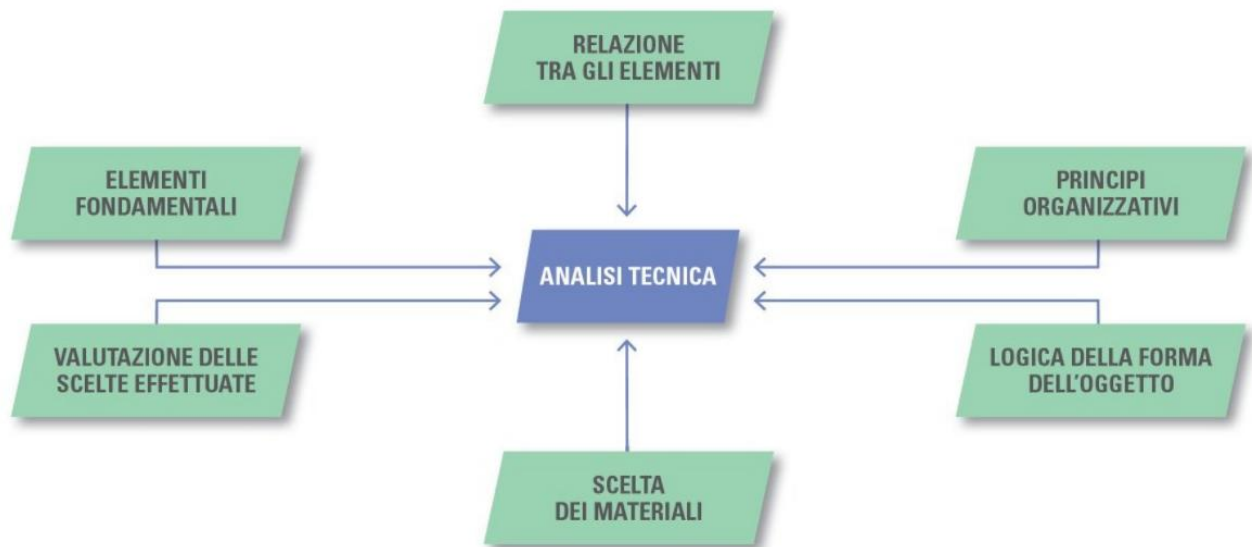 RELAZIONE
TRA GLI ELEMENTI
ELEMENTI
FONDAMENTALI
PRINCIPI
ORGANIZZATIVI
ANALISI TECNICA
VALUTAZIONE DELLE
SCELTE EFFETTUATE
LOGICA DELLA FORMA
DELL'OGGETTO
SCELTA
DEI MATERIALI